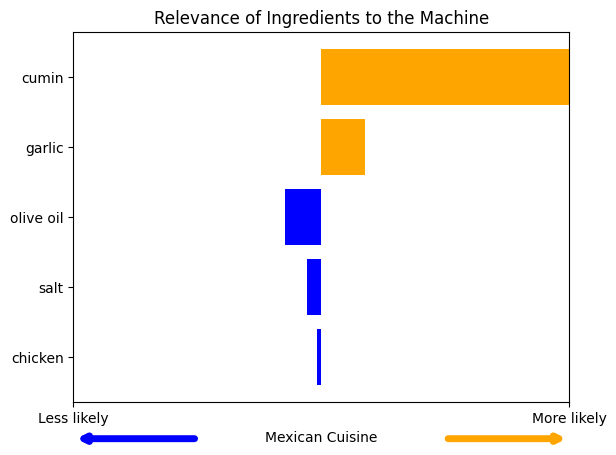 Relevance of Ingredients to the Machine
cumin
garlic
olive oil
salt
chicken
Less likely
More likely
Mexican Cuisine